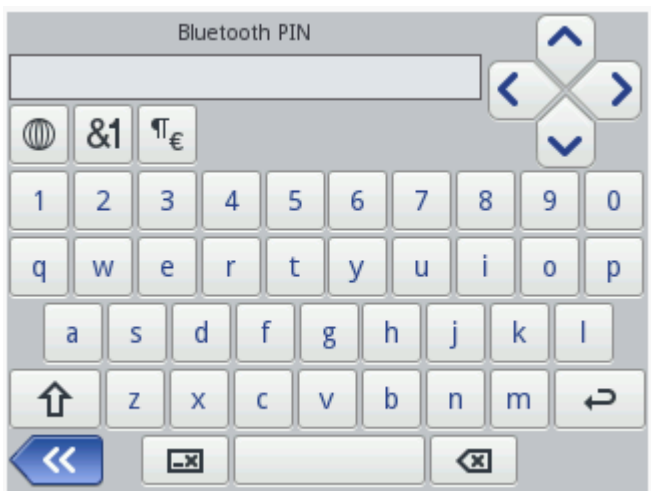 Bluetooth PIN
&1 ¶€
1 2 3 4 5 6 7 8 9 0
q w e r t y u i o p
a s d f g h j k l
z x c v b n m